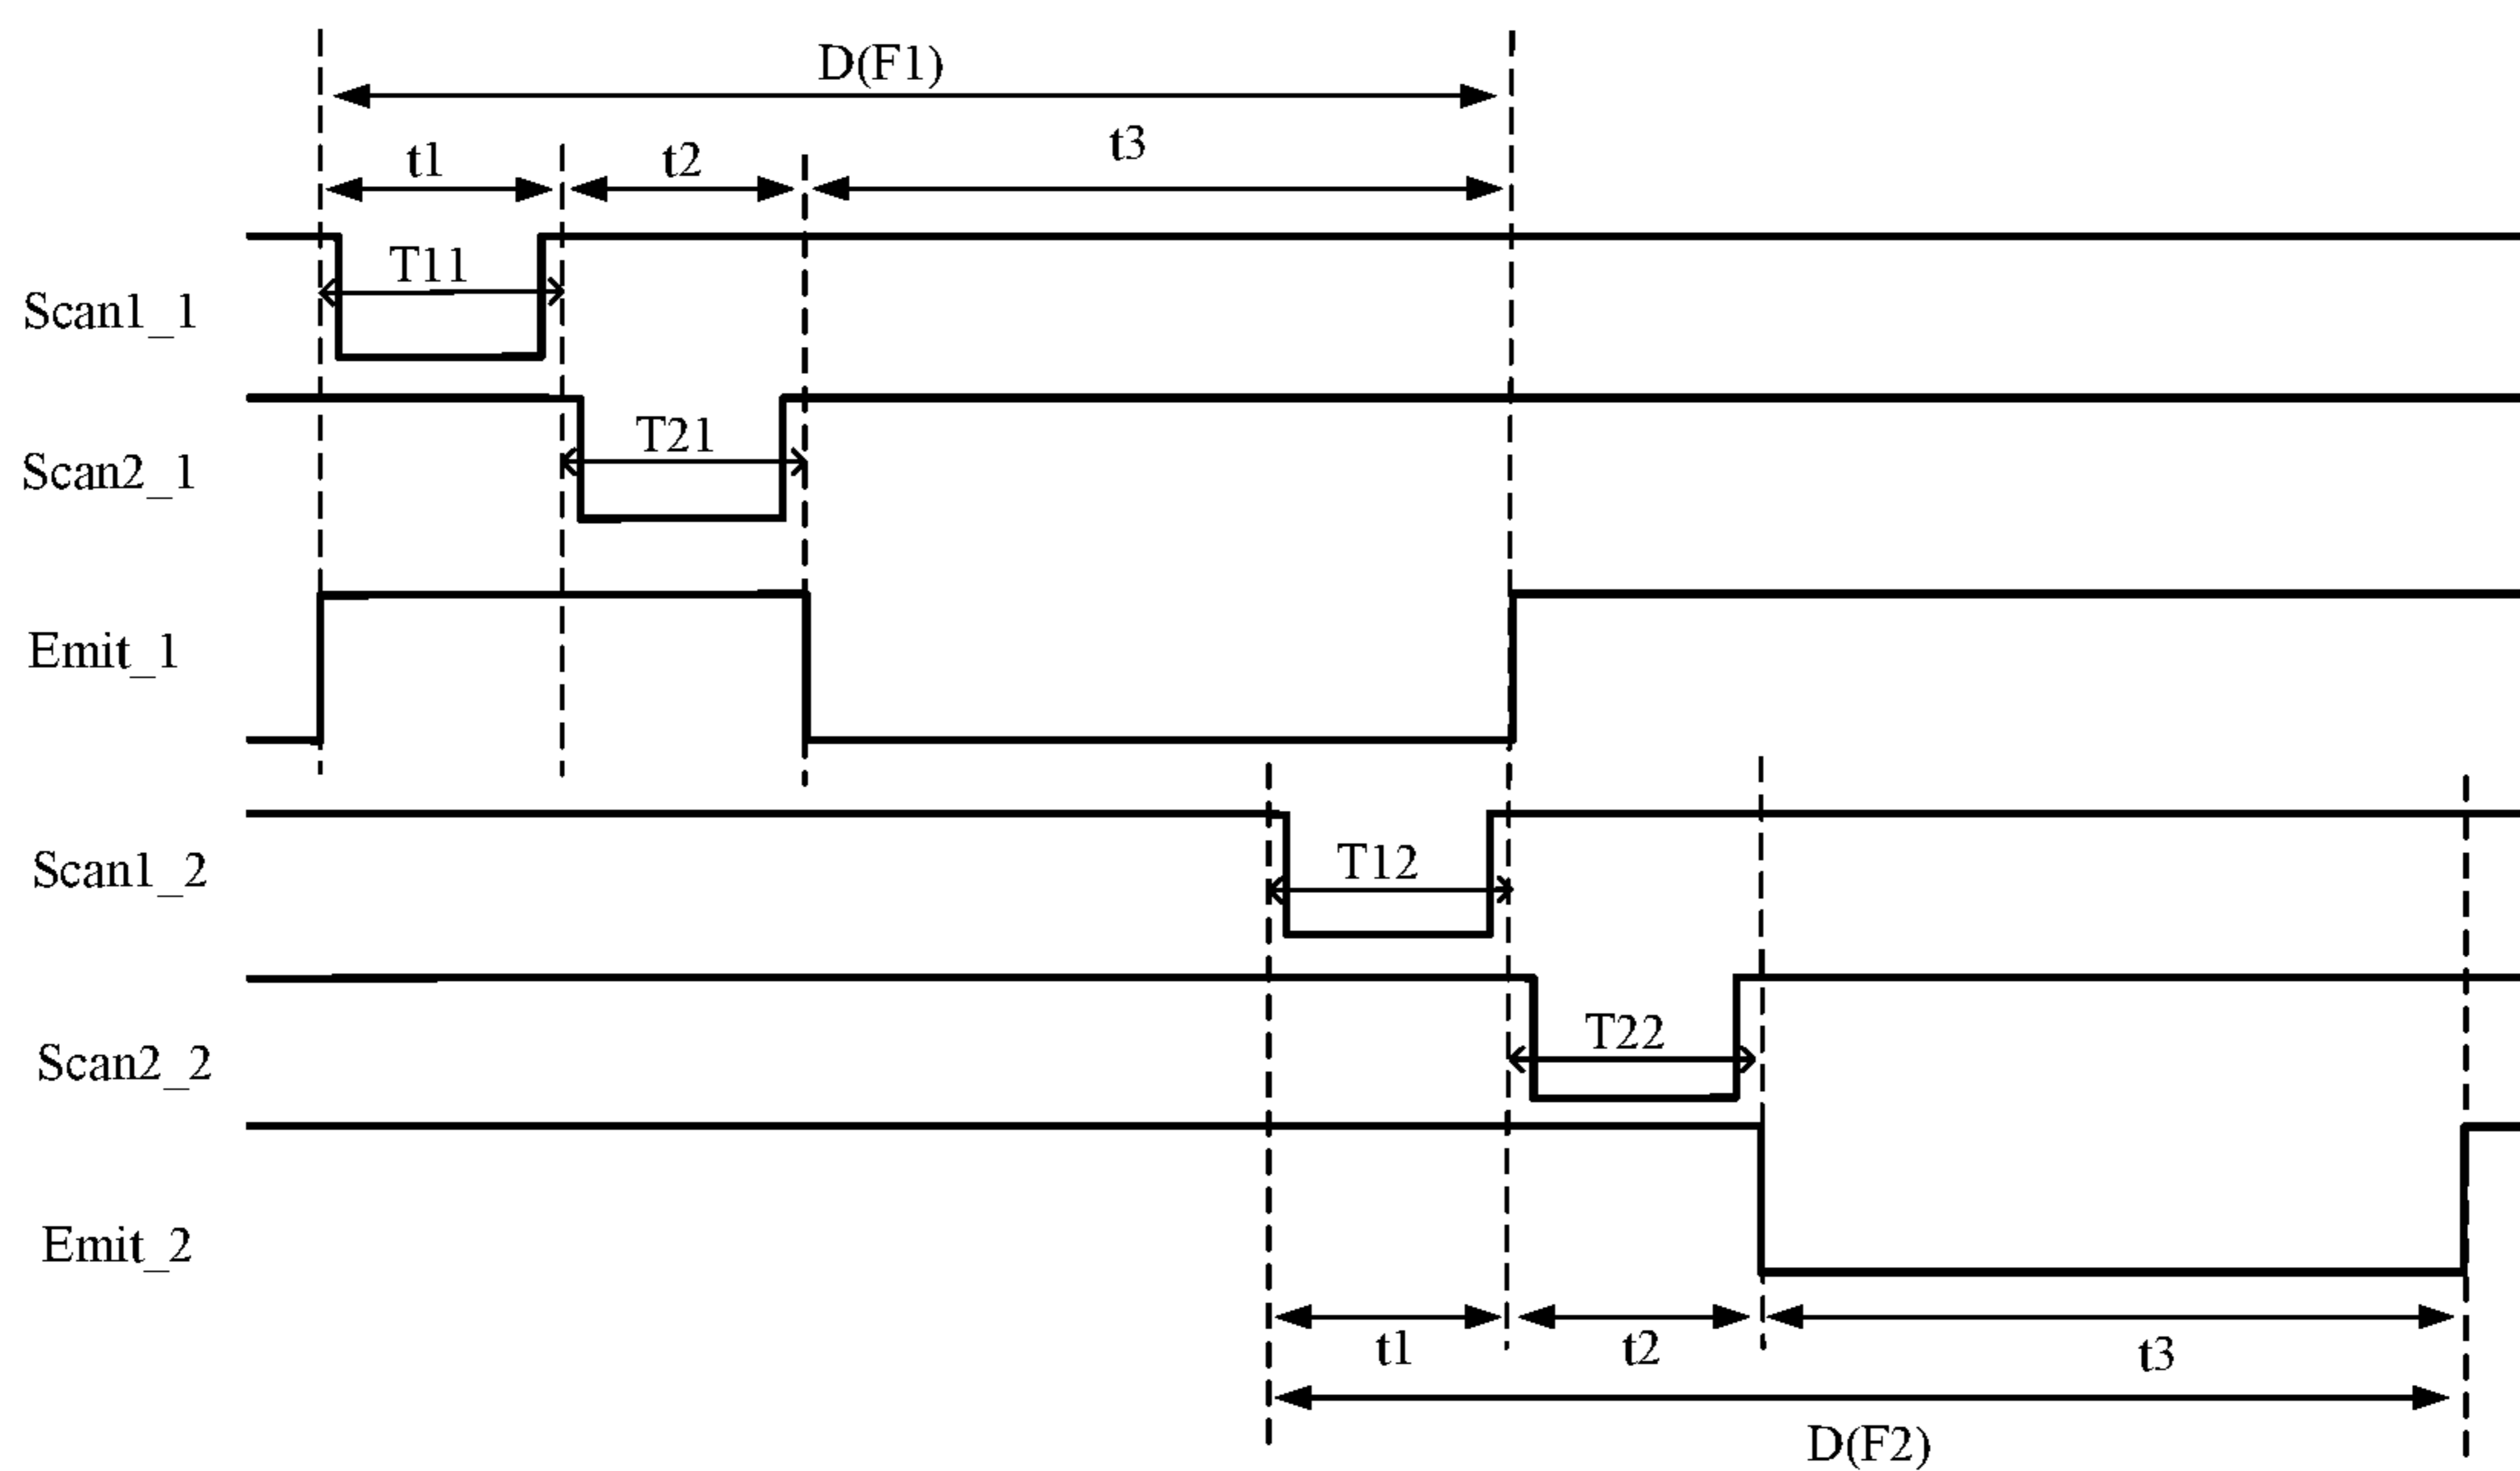 D(F1)
t1 t2 t3
T11
Scan1_1
T21
Scan2_1
Emit_1
T12
Scan1_2
T22
Scan2_2
Emit_2
t1 t2 t3
D(F2)